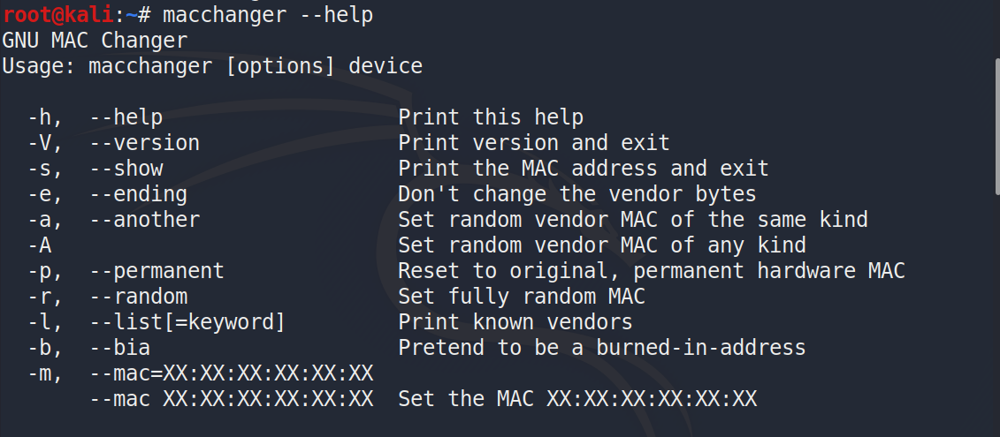 root@kali:~# macchanger --help
GNU MAC Changer
Usage: macchanger [options] device
-h, --help Print this help
-V, --version Print version and exit
-s, --show Print the MAC address and exit
-e, --ending Don't change the vendor bytes
-a, --another Set random vendor MAC of the same kind
-A Set random vendor MAC of any kind
-p, --permanent Reset to original, permanent hardware MAC
-r, --random Set fully random MAC
-l, --list[=keyword] Print known vendors
-b, --bia Pretend to be a burned-in-address
-m, --mac=XX:XX:XX:XX:XX:XX
--mac XX:XX:XX:XX:XX:XX Set the MAC XX:XX:XX:XX:XX:XX